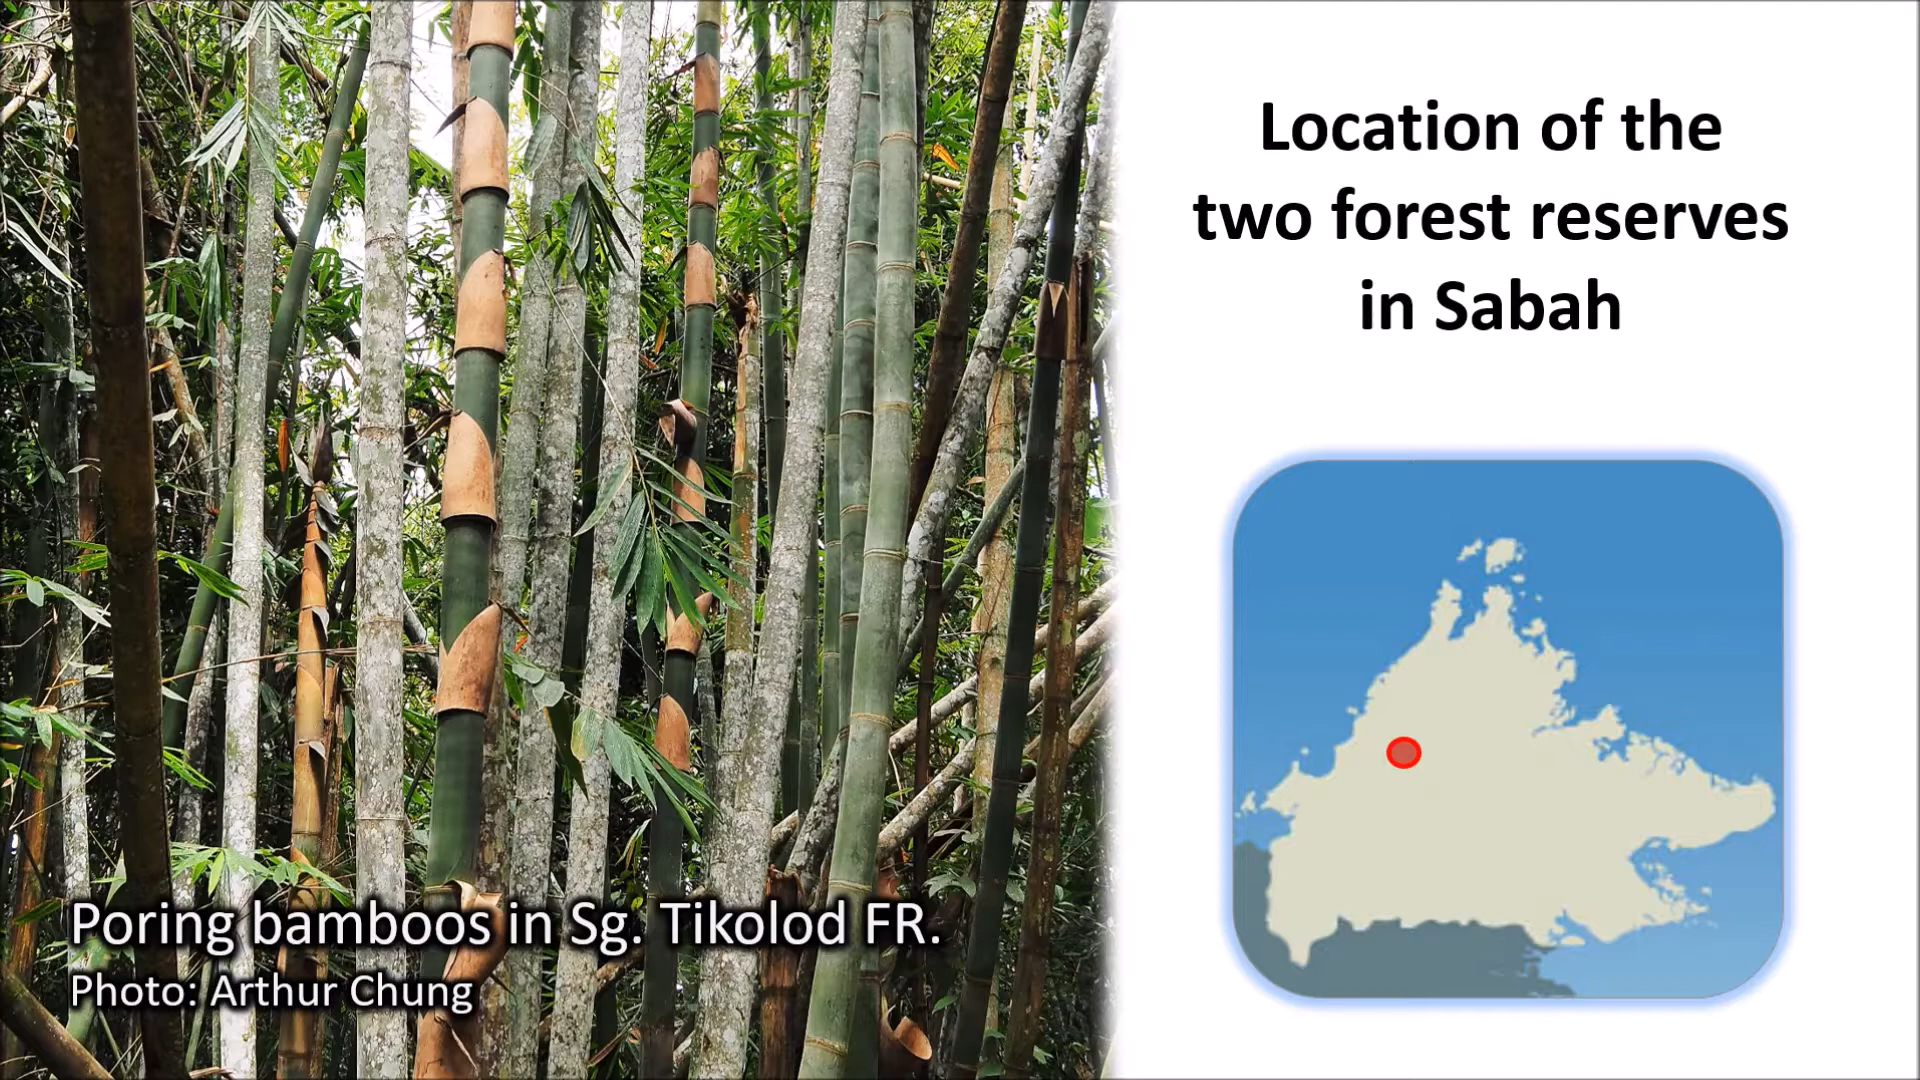 Location of the
two forest reserves
in Sabah
Poring bamboos in Sg. Tikolod FR.
Photo: Arthur Chung